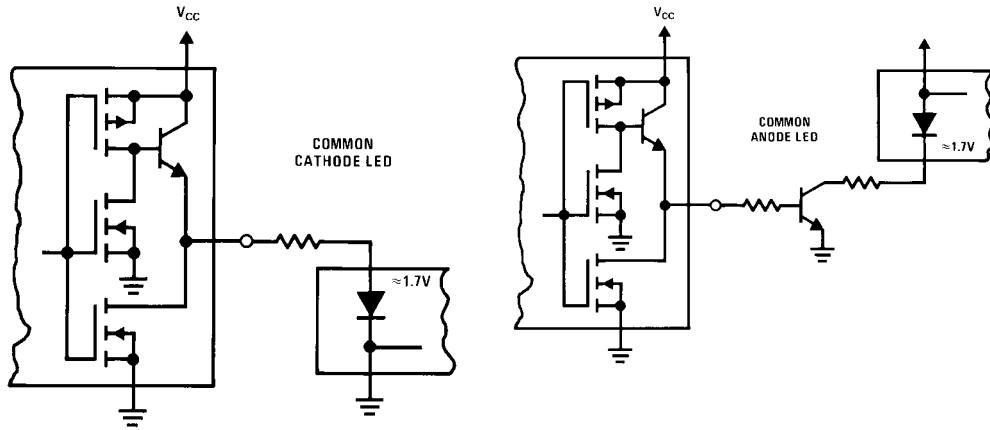 VCC
COMMON
CATHODE LED
≈1.7V
VCC
COMMON
ANODE LED
≈1.7V